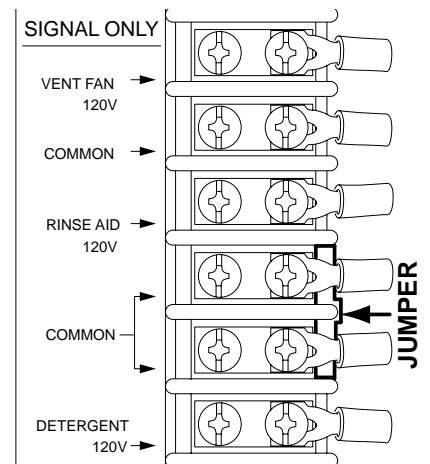 SIGNAL ONLY
VENT FAN
120V
COMMON
RINSE AID
120V
COMMON
JUMPER
DETERGENT
120V